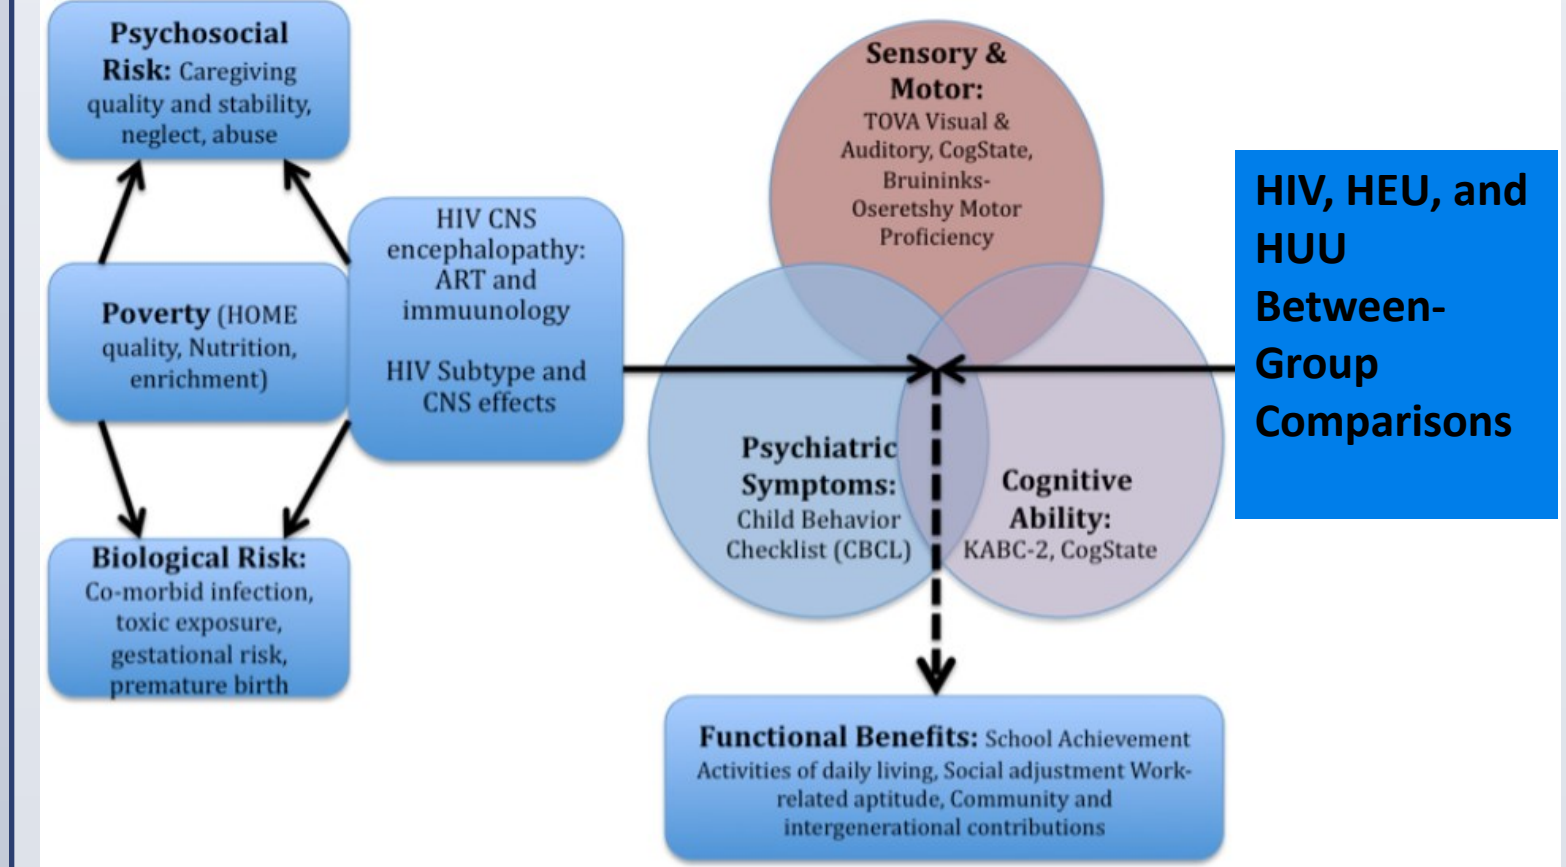 Psychosocial
Risk: Caregiving
quality and stability,
neglect, abuse
Poverty (HOME
quality, Nutrition,
enrichment)
Biological Risk:
Co-morbid infection,
toxic exposure,
gestational risk,
premature birth
HIV CNS
encephalopathy:
ART and
immuunology
HIV Subtype and
CNS effects
Sensory &
Motor:
TOVA Visual &
Auditory, CogState,
Bruininks-
Oseretshy Motor
Proficiency
Psychiatric
Symptoms:
Child Behavior
Checklist (CBCL)
Cognitive
Ability:
KABC-2, CogState
HIV, HEU, and
HUU
Between-
Group
Comparisons
Functional Benefits: School Achievement
Activities of daily living, Social adjustment Work-
related aptitude, Community and
intergenerational contributions